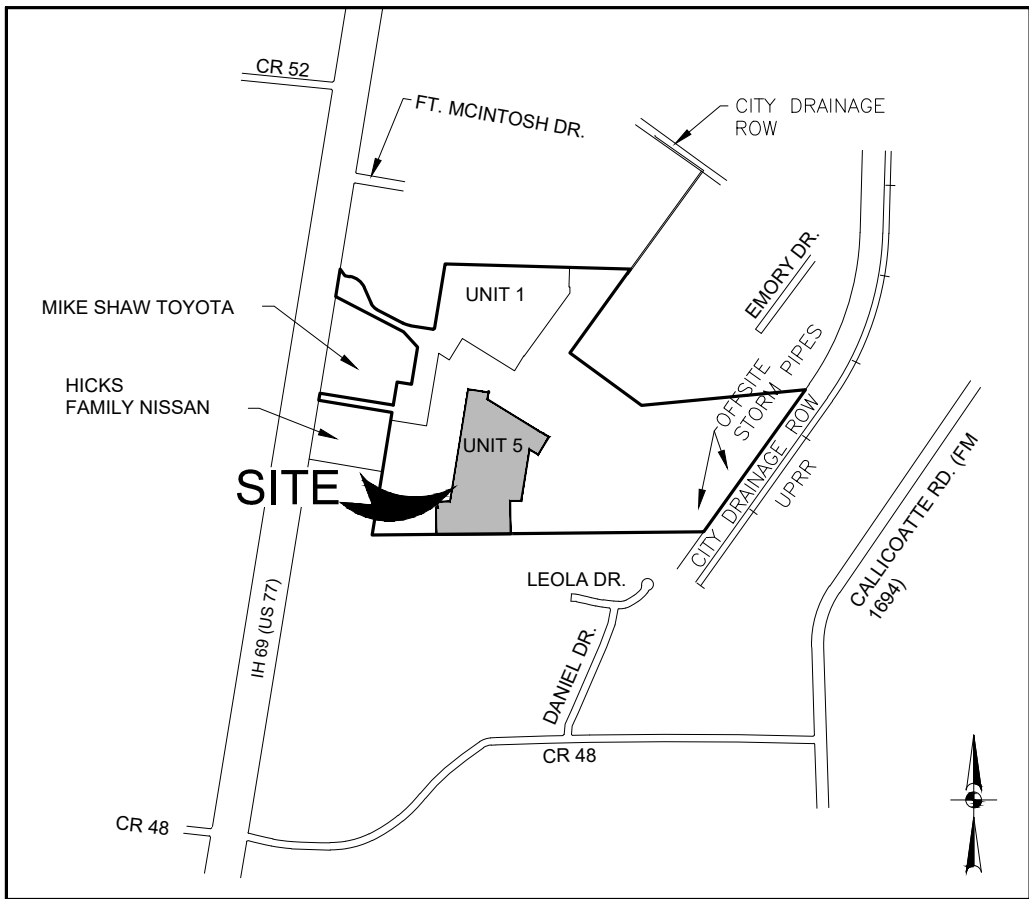 CR 52
FT. MCINTOSH DR.
CITY DRAINAGE
ROW
EMORY DR.
UNIT 1
MIKE SHAW TOYOTA
HICKS
FAMILY NISSAN
OFFSITE
STORM PIPES
UNIT 5
SITE
CITY DRAINAGE ROW
UPRR
CALLICOATTE RD. (FM
1694)
LEOLA DR.
IH 69 (US 77)
DANIEL DR.
CR 48
CR 48